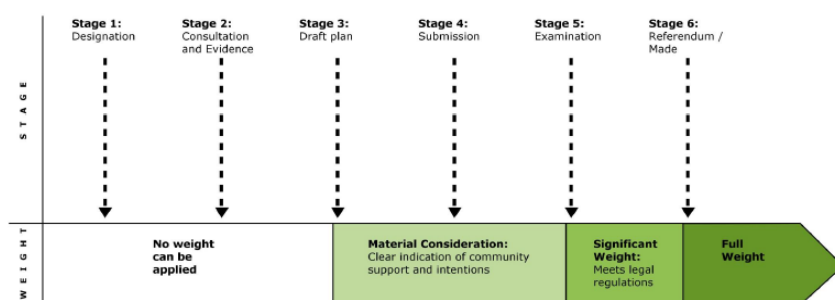 Stage 1:
Designation
Stage 2:
Consultation
and Evidence
Stage 3:
Draft plan
Stage 4:
Submission
Stage 5:
Examination
Stage 6:
Referendum /
Made
STAGE
WEIGHT
No weight
can be
applied
Material Consideration:
Clear indication of community
support and intentions
Significant
Weight:
Meets legal
regulations
Full
Weight